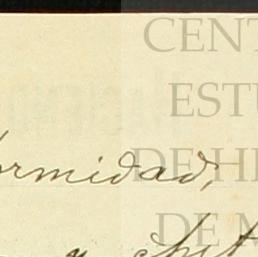 CENT
ESTU
ormidad,
DE HI
DE M